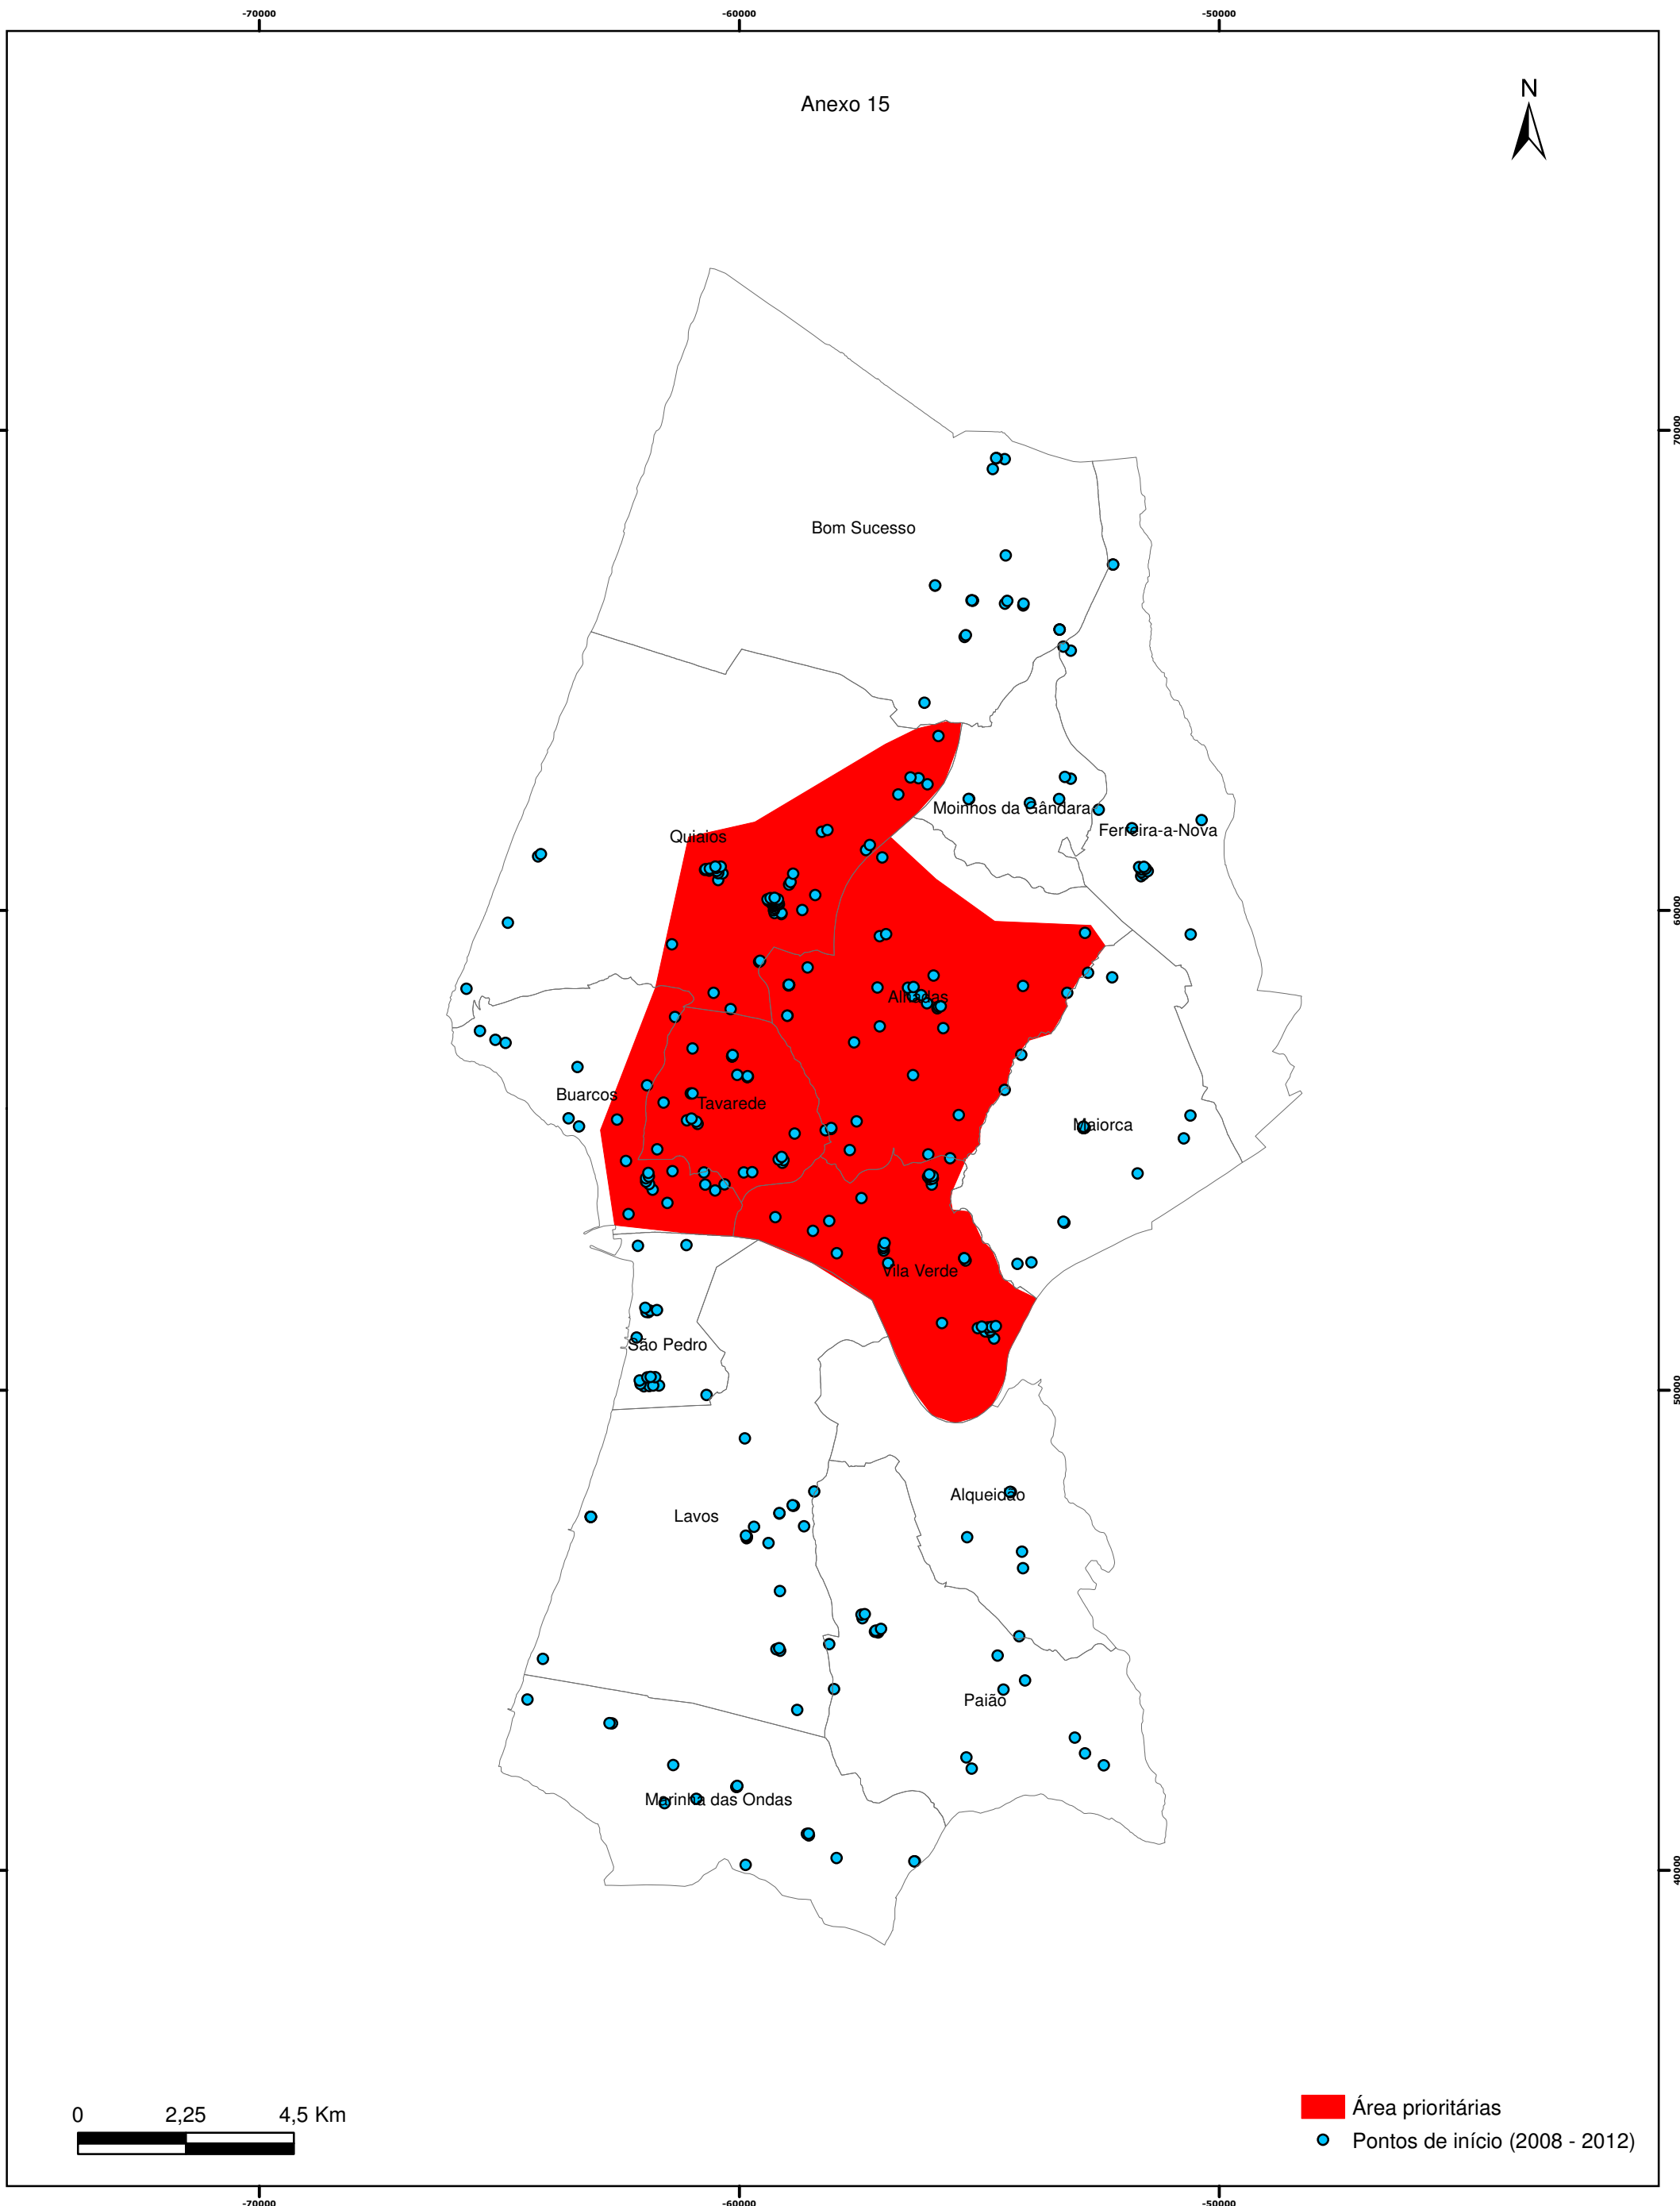 -70000
-60000
-50000
Anexo 15
N
70000
Bom Sucesso
Moinhos da Gândara
Quiaios
Ferreira-a-Nova
60000
Alhadas
Buarcos
Tavarede
Maiorca
Vila Verde
São Pedro
50000
Alqueidão
Lavos
Paião
Marinha das Ondas
40000
0
2,25
4,5 Km
Área prioritárias
Pontos de início (2008 - 2012)
-70000
-60000
-50000